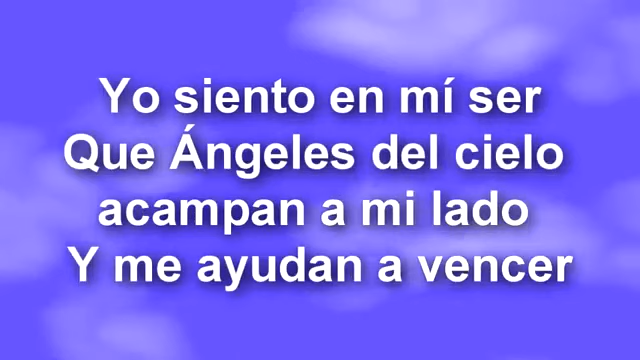 Yo siento en mí ser
Que Ángeles del cielo
acampan a mi lado
Y me ayudan a vencer